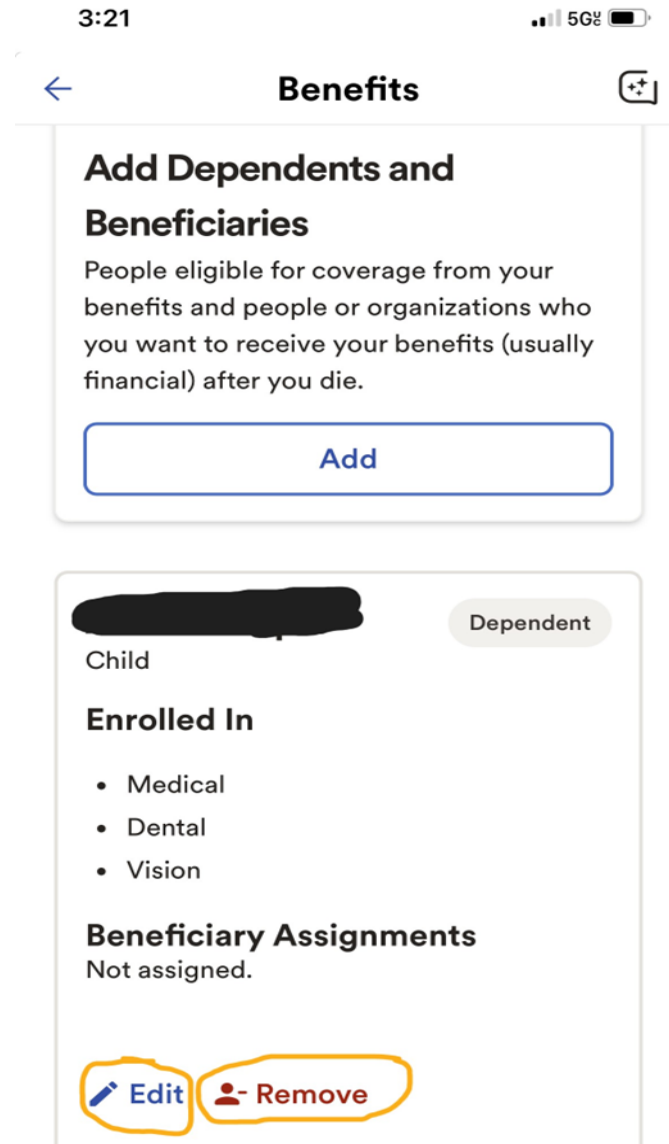 3:21
5G
Benefits
Add Dependents and
Beneficiaries
People eligible for coverage from your
benefits and people or organizations who
you want to receive your benefits (usually
financial) after you die.
Add
Dependent
Child
Enrolled In
• Medical
• Dental
• Vision
Beneficiary Assignments
Not assigned.
Edit
Remove